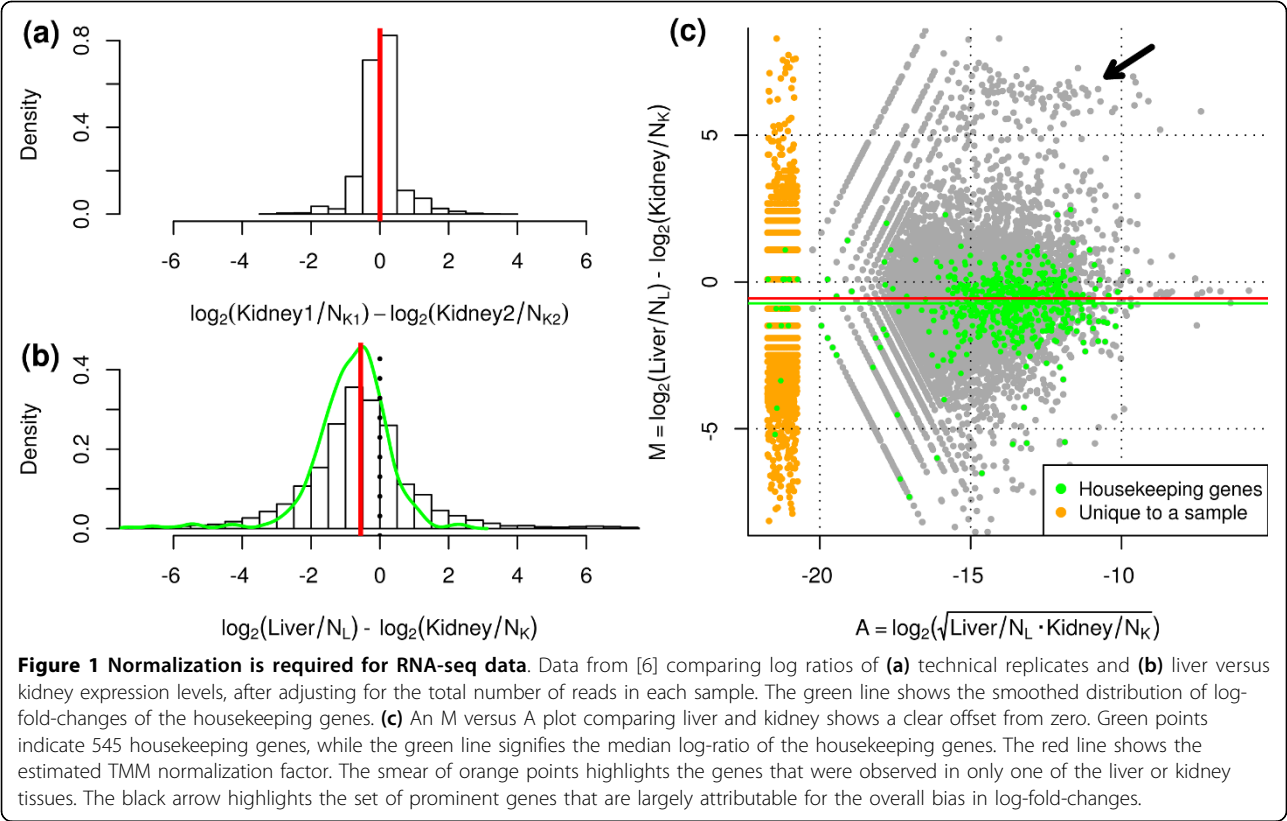 (a)
Density
0.0 0.4 0.8
-6 -4 -2 0 2 4 6
log2(Kidney1/NK1) – log2(Kidney2/NK2)
(b)
Density
0.0 0.2 0.4
-6 -4 -2 0 2 4 6
log2(Liver/NL) - log2(Kidney/NK)
(c)
M = log2(Liver/NL) - log2(Kidney/NK)
-5 0 5
Housekeeping genes
Unique to a sample
-20 -15 -10
A = log2(√Liver/NL · Kidney/NK)
Figure 1 Normalization is required for RNA-seq data. Data from [6] comparing log ratios of (a) technical replicates and (b) liver versus
kidney expression levels, after adjusting for the total number of reads in each sample. The green line shows the smoothed distribution of log-
fold-changes of the housekeeping genes. (c) An M versus A plot comparing liver and kidney shows a clear offset from zero. Green points
indicate 545 housekeeping genes, while the green line signifies the median log-ratio of the housekeeping genes. The red line shows the
estimated TMM normalization factor. The smear of orange points highlights the genes that were observed in only one of the liver or kidney
tissues. The black arrow highlights the set of prominent genes that are largely attributable for the overall bias in log-fold-changes.